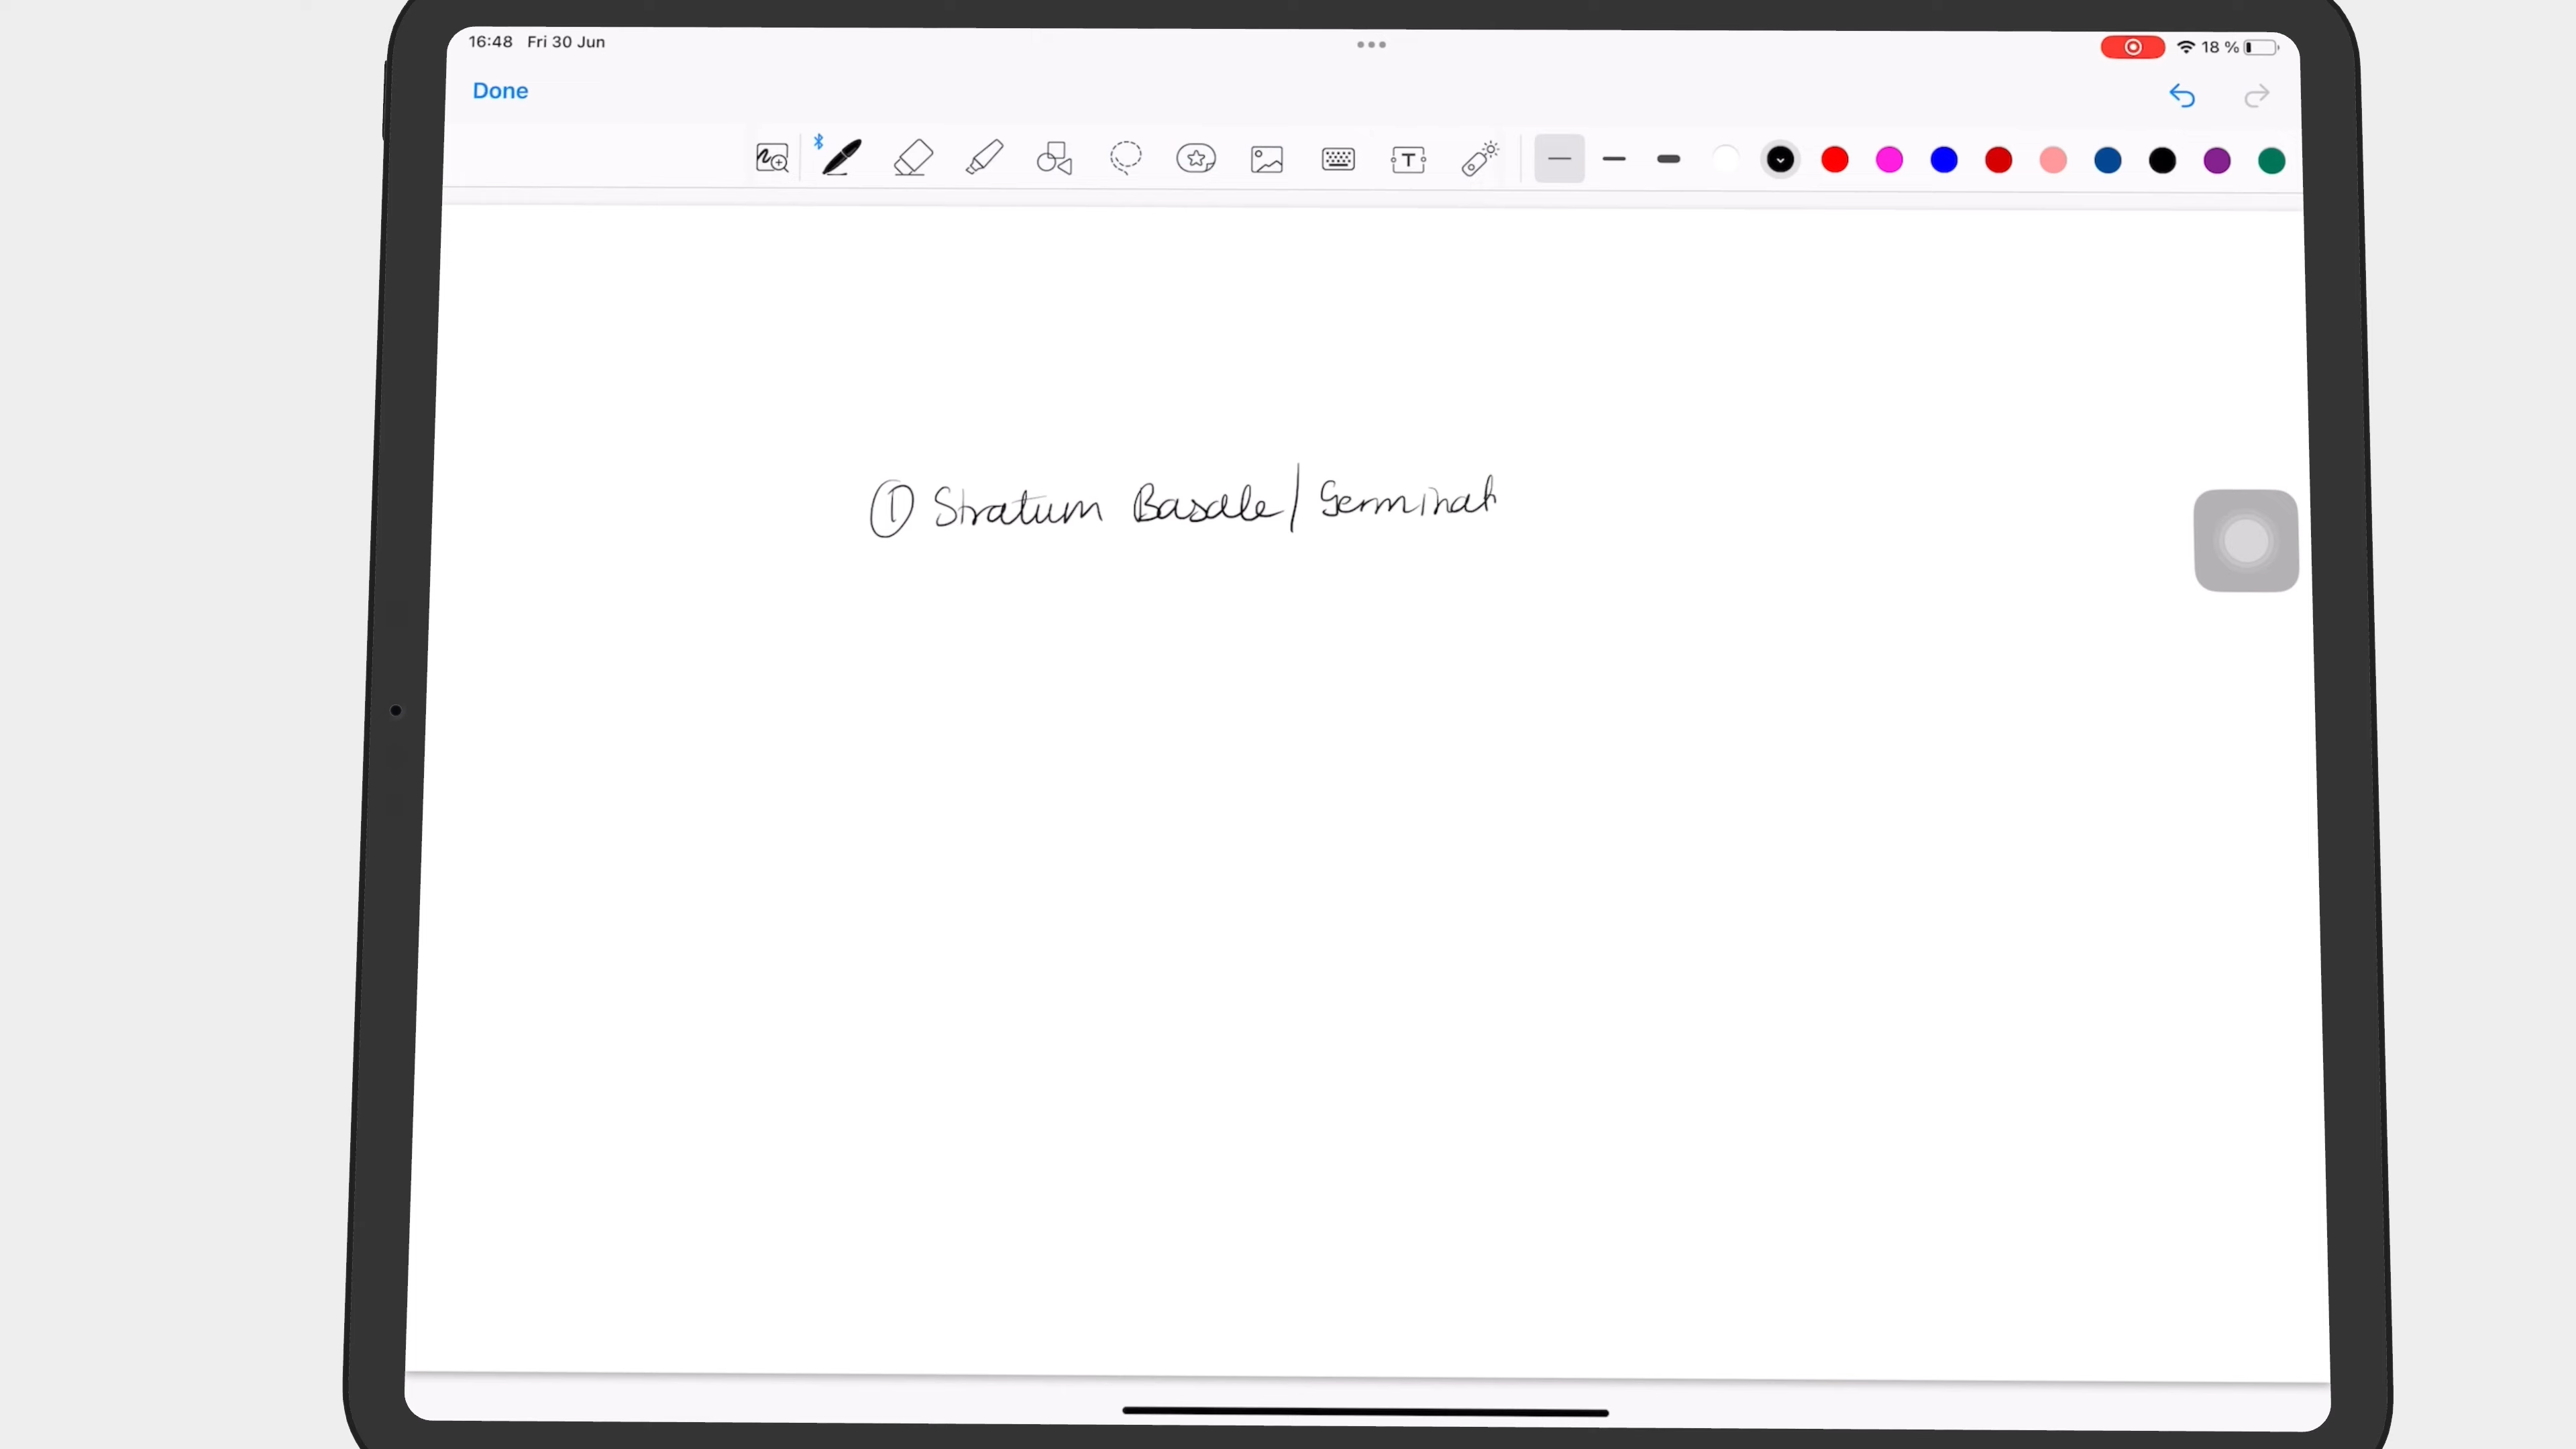 16:48 Fri 30 Jun
18 %
Done
T
① Stratum Basale/Germinat